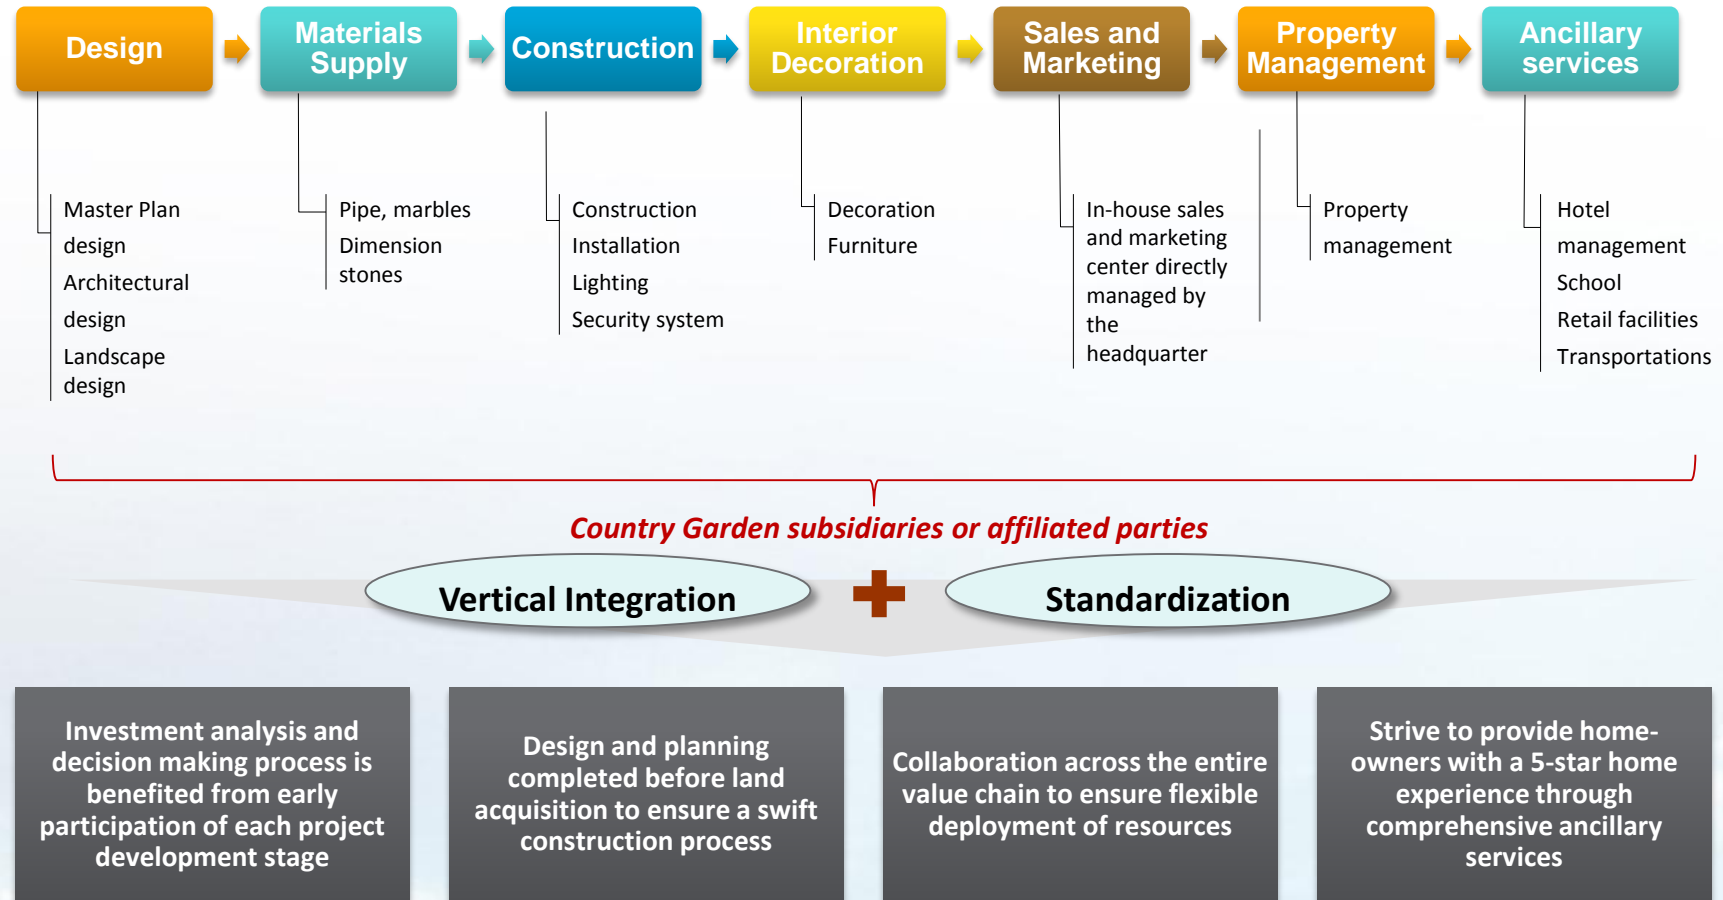 Design
Materials
Supply
Construction
Interior
Decoration
Sales and
Marketing
Property
Management
Ancillary
services
Master Plan
design
Architectural
design
Landscape
design
Pipe, marbles
Dimension
stones
Construction
Installation
Lighting
Security system
Decoration
Furniture
In-house sales
and marketing
center directly
managed by
the
headquarter
Property
management
Hotel
management
School
Retail facilities
Transportations
Country Garden subsidiaries or affiliated parties
Vertical Integration
Standardization
Investment analysis and
decision making process is
benefited from early
participation of each project
development stage
Design and planning
completed before land
acquisition to ensure a swift
construction process
Collaboration across the entire
value chain to ensure flexible
deployment of resources
Strive to provide home-
owners with a 5-star home
experience through
comprehensive ancillary
services